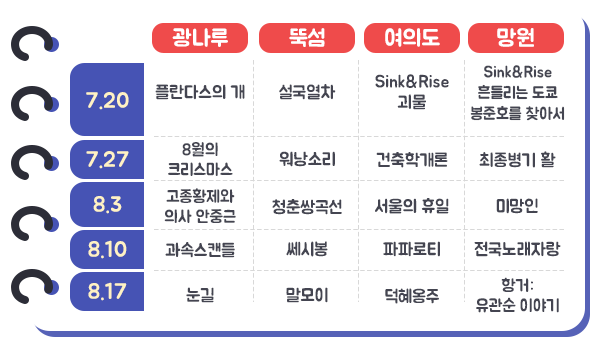 광나루 뚝섬 여의도 망원
7.20 플란다스의 개 설국열차 Sink&Rise
괴물 Sink&Rise
흔들리는 도쿄
봉준호를 찾아서
7.27 8월의
크리스마스 워낭소리 건축학개론 최종병기 활
8.3 고종황제와
의사 안중근 청춘쌍곡선 서울의 휴일 미망인
8.10 과속스캔들 쎄시봉 파파로티 전국노래자랑
8.17 눈길 말모이 덕혜옹주 항거:
유관순 이야기